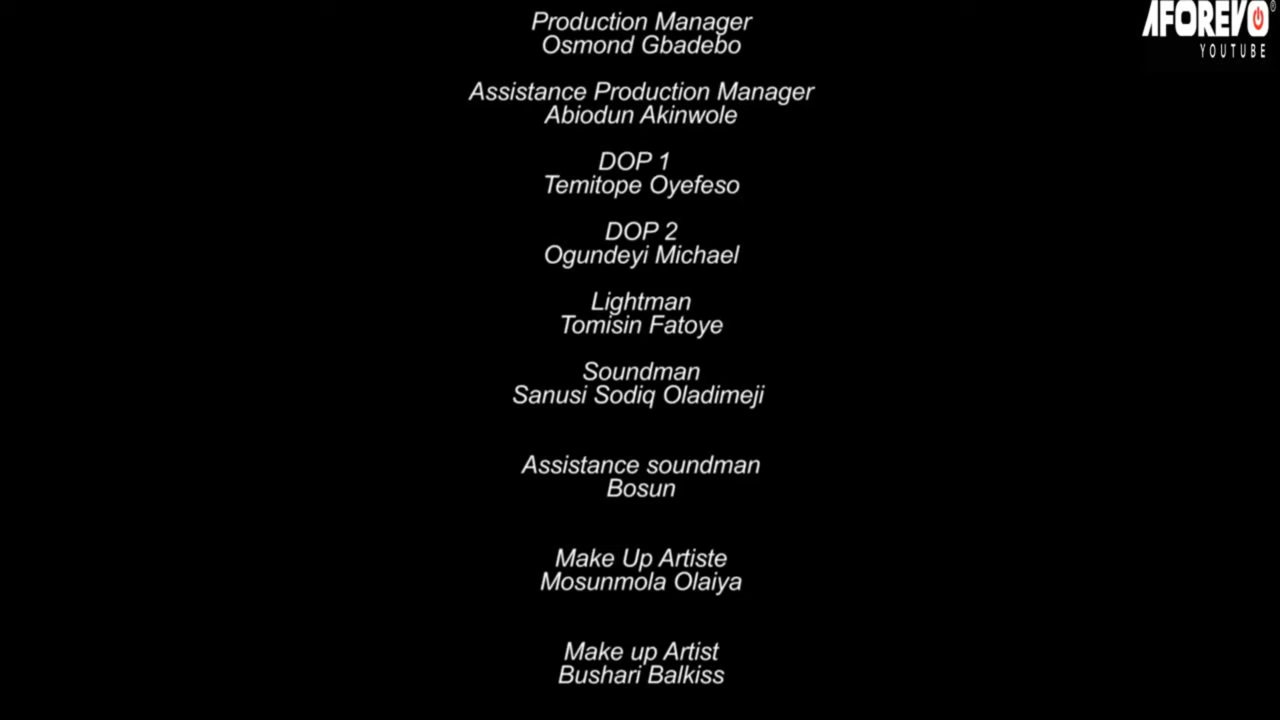 Production Manager
Osmond Gbadebo
Assistance Production Manager
Abiodun Akinwole
DOP 1
Temitope Oyefeso
DOP 2
Ogundeyi Michael
Lightman
Tomisin Fatoye
Soundman
Sanusi Sodiq Oladimeji
Assistance soundman
Bosun
Make Up Artiste
Mosunmola Olaiya
Make up Artist
Bushari Balkiss
AFOREVO®
YOUTUBE